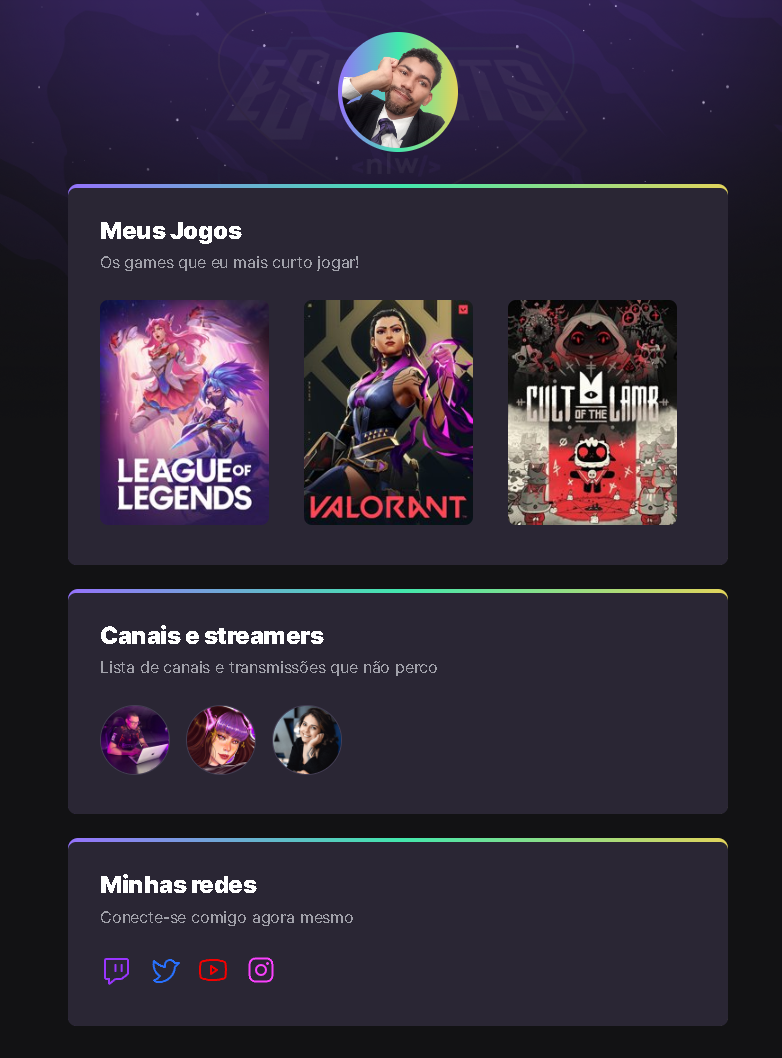 ESPORTS
<nlw/>
Meus Jogos
Os games que eu mais curto jogar!
LEAGUE OF
LEGENDS
VALORANT
CULT OF THE LAMB
Canais e streamers
Lista de canais e transmissões que não perco
Minhas redes
Conecte-se comigo agora mesmo